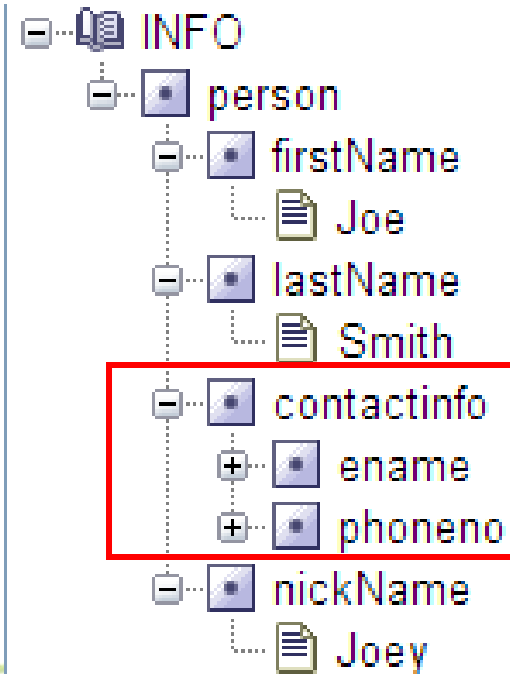 INFO
person
firstName
Joe
lastName
Smith
contactinfo
ename
phoneno
nickName
Joey